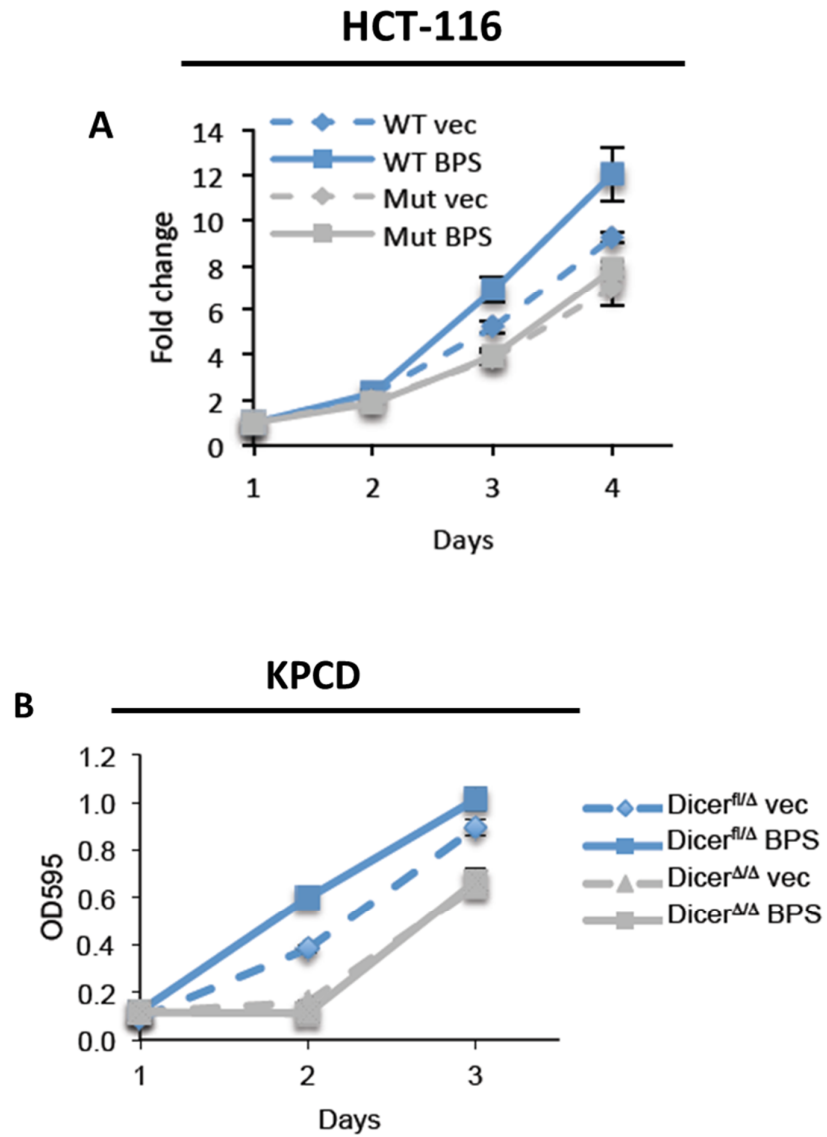 HCT-116
A
WT vec
WT BPS
Mut vec
Mut BPS
Fold change
14
12
10
8
6
4
2
0
1 2 3 4
Days
KPCD
B
OD595
1.2
1.0
0.8
0.6
0.4
0.2
0.0
1 2 3
Days
Dicerfl/Δ vec
Dicerfl/Δ BPS
DicerΔ/Δ vec
DicerΔ/Δ BPS